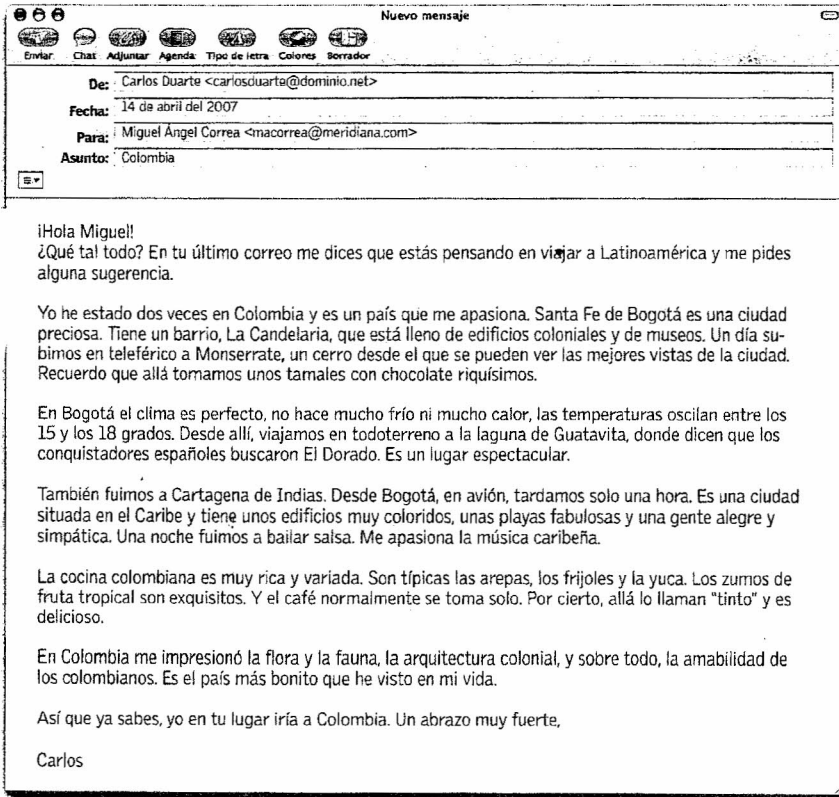 Nuevo mensaje
Enviar Chat Adjuntar Agenda Tipo de letra Colores Borrador
De: Carlos Duarte <carlosduarte@dominio.net>
Fecha: 14 de abril del 2007
Para: Miguel Ángel Correa <macorrea@meridiana.com>
Asunto: Colombia
¡Hola Miguel!
¿Qué tal todo? En tu último correo me dices que estás pensando en viajar a Latinoamérica y me pides
alguna sugerencia.
Yo he estado dos veces en Colombia y es un país que me apasiona. Santa Fe de Bogotá es una ciudad
preciosa. Tiene un barrio, La Candelaria, que está lleno de edificios coloniales y de museos. Un día su-
bimos en teleférico a Monserrate, un cerro desde el que se pueden ver las mejores vistas de la ciudad.
Recuerdo que allá tomamos unos tamales con chocolate riquísimos.
En Bogotá el clima es perfecto, no hace mucho frío ni mucho calor, las temperaturas oscilan entre los
15 y los 18 grados. Desde allí, viajamos en todoterreno a la laguna de Guatavita, donde dicen que los
conquistadores españoles buscaron El Dorado. Es un lugar espectacular.
También fuimos a Cartagena de Indias. Desde Bogotá, en avión, tardamos solo una hora. Es una ciudad
situada en el Caribe y tiene unos edificios muy coloridos, unas playas fabulosas y una gente alegre y
simpática. Una noche fuimos a bailar salsa. Me apasiona la música caribeña.
La cocina colombiana es muy rica y variada. Son típicas las arepas, los frijoles y la yuca. Los zumos de
fruta tropical son exquisitos. Y el café normalmente se toma solo. Por cierto, allá lo llaman "tinto" y es
delicioso.
En Colombia me impresionó la flora y la fauna, la arquitectura colonial, y sobre todo, la amabilidad de
los colombianos. Es el país más bonito que he visto en mi vida.
Así que ya sabes, yo en tu lugar iría a Colombia. Un abrazo muy fuerte,
Carlos